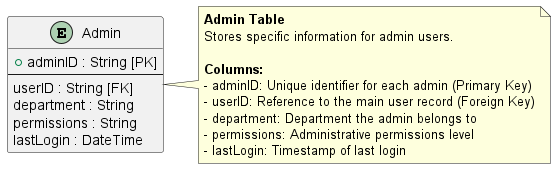 E Admin
adminID : String [PK]
userID : String [FK]
department : String
permissions : String
lastLogin : DateTime
Admin Table
Stores specific information for admin users.
Columns:
- adminID: Unique identifier for each admin (Primary Key)
- userID: Reference to the main user record (Foreign Key)
- department: Department the admin belongs to
- permissions: Administrative permissions level
- lastLogin: Timestamp of last login